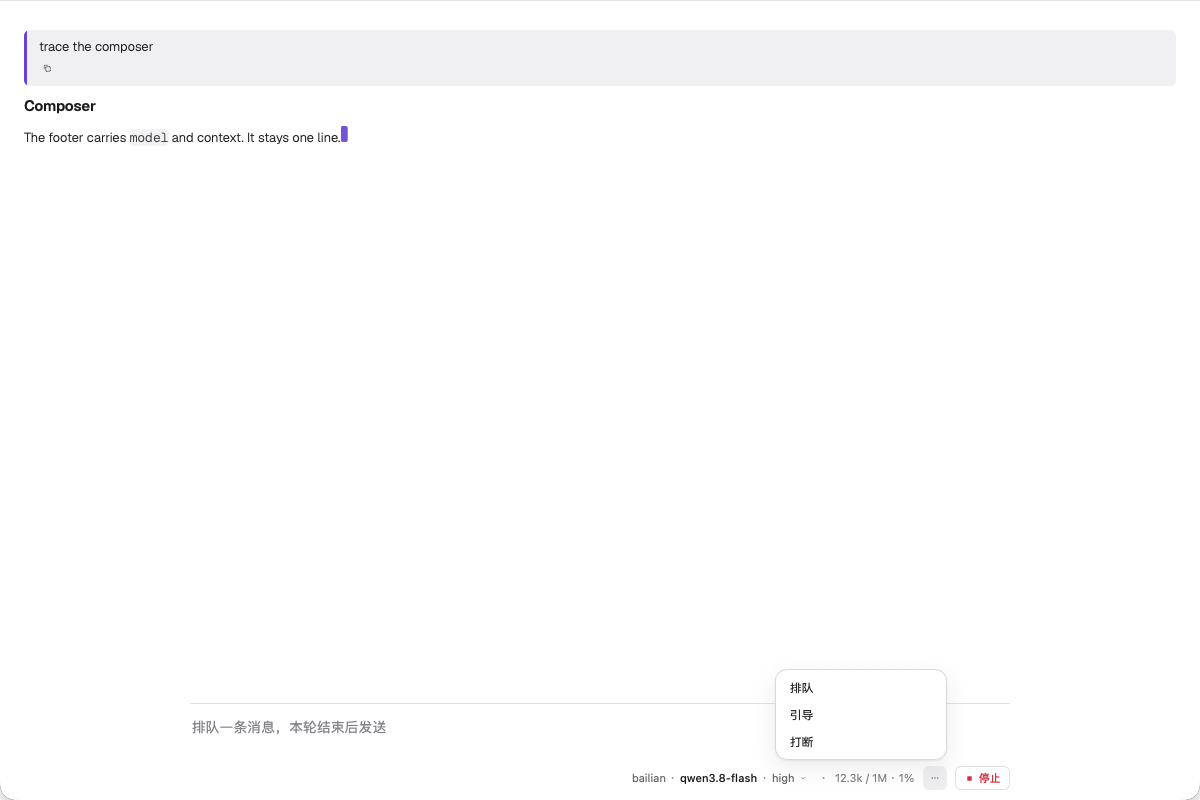 trace the composer
Composer
The footer carries model and context. It stays one line.
排队
引导
打断
排队一条消息，本轮结束后发送
bailian · qwen3.8-flash · high · 12.3k / 1M · 1% ··· 停止